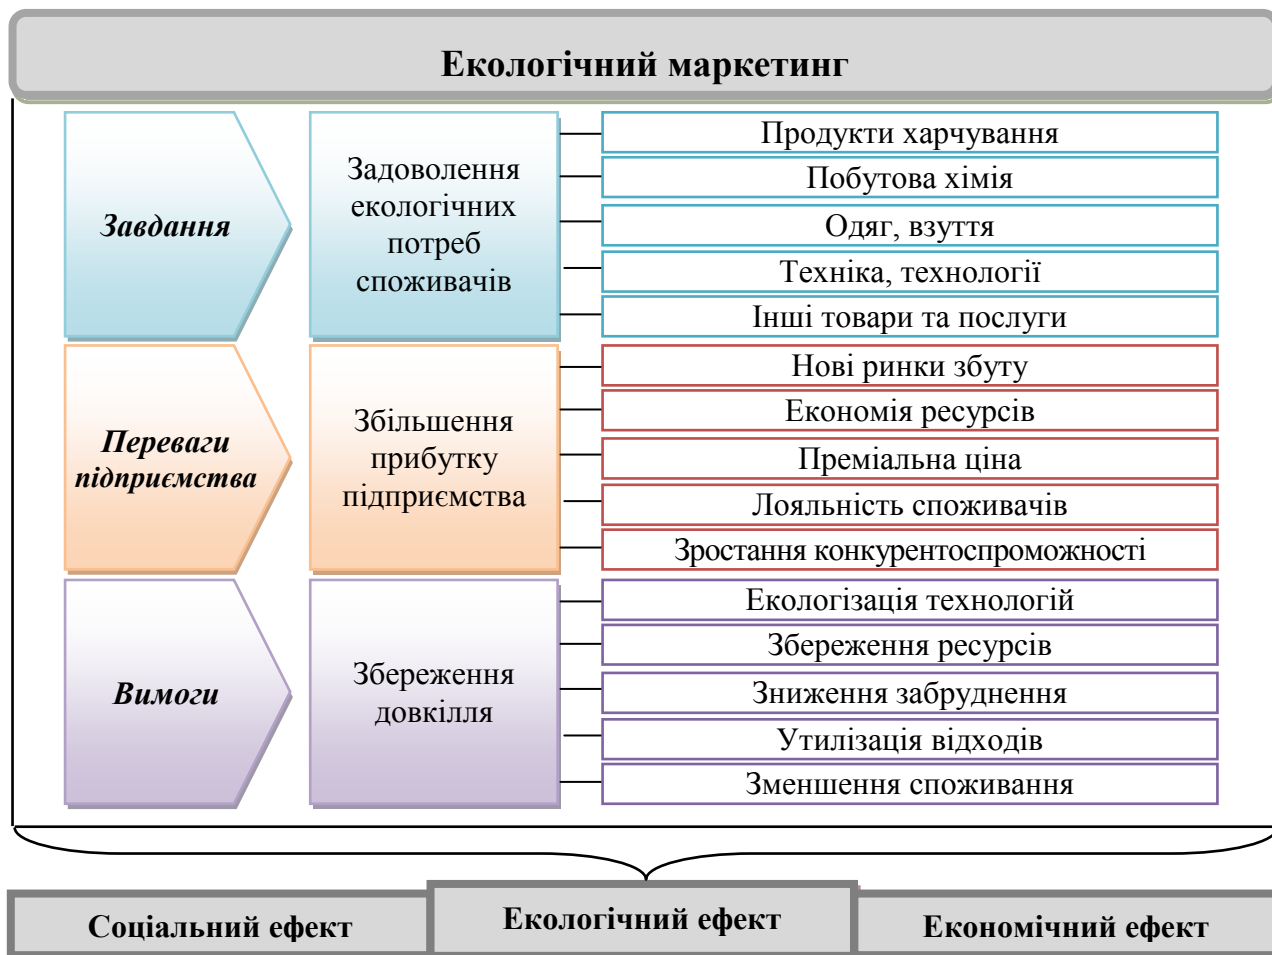 Екологічний маркетинг
Завдання
Задоволення
екологічних
потреб
споживачів
Продукти харчування
Побутова хімія
Одяг, взуття
Техніка, технології
Інші товари та послуги
Переваги
підприємства
Збільшення
прибутку
підприємства
Нові ринки збуту
Економія ресурсів
Преміальна ціна
Лояльність споживачів
Зростання конкурентоспроможності
Вимоги
Збереження
довкілля
Екологізація технологій
Збереження ресурсів
Зниження забруднення
Утилізація відходів
Зменшення споживання
Соціальний ефект
Екологічний ефект
Економічний ефект